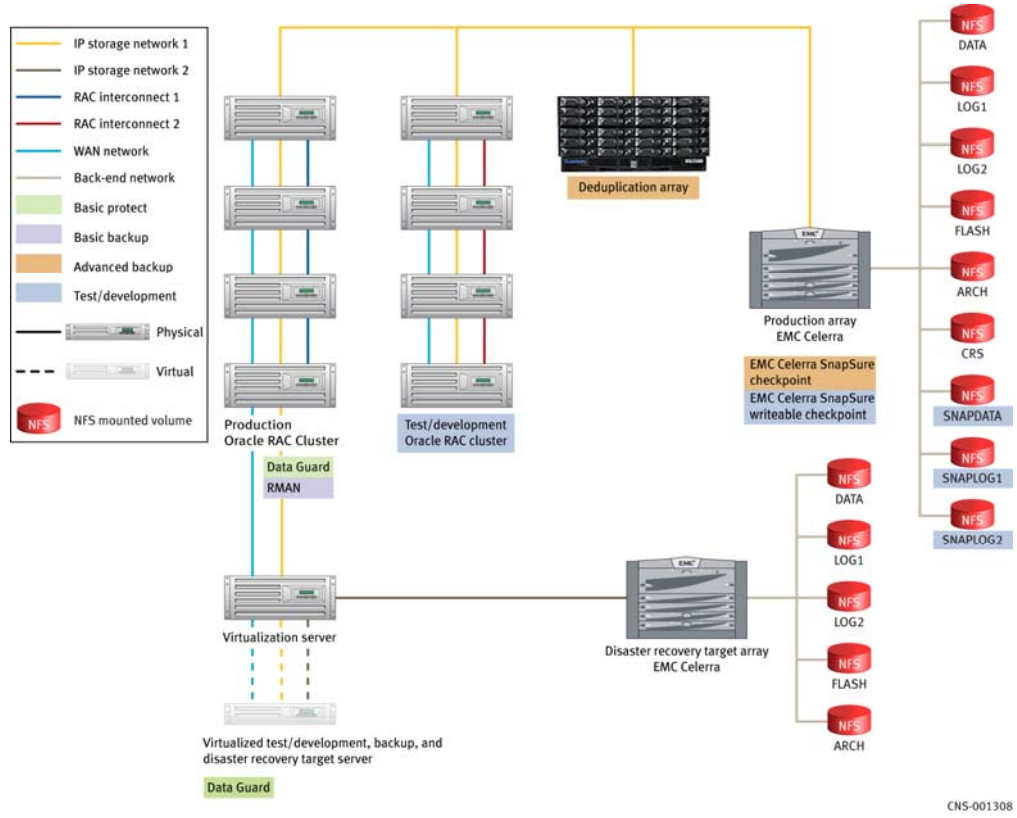 IP storage network 1
IP storage network 2
RAC interconnect 1
RAC interconnect 2
WAN network
Back-end network
Basic protect
Basic backup
Advanced backup
Test/development
Physical
Virtual
NFS
NFS mounted volume
Production
Oracle RAC Cluster
Data Guard
RMAN
Test/development
Oracle RAC cluster
Deduplication array
EMC²
Production array
EMC Celerra
EMC Celerra SnapSure
checkpoint
EMC Celerra SnapSure
writeable checkpoint
NFS
DATA
NFS
LOG1
NFS
LOG2
NFS
FLASH
NFS
ARCH
NFS
CRS
NFS
SNAPDATA
NFS
SNAPLOG1
NFS
SNAPLOG2
Virtualization server
EMC²
Disaster recovery target array
EMC Celerra
NFS
DATA
NFS
LOG1
NFS
LOG2
NFS
FLASH
NFS
ARCH
Virtualized test/development, backup, and
disaster recovery target server
Data Guard
CNS-001308